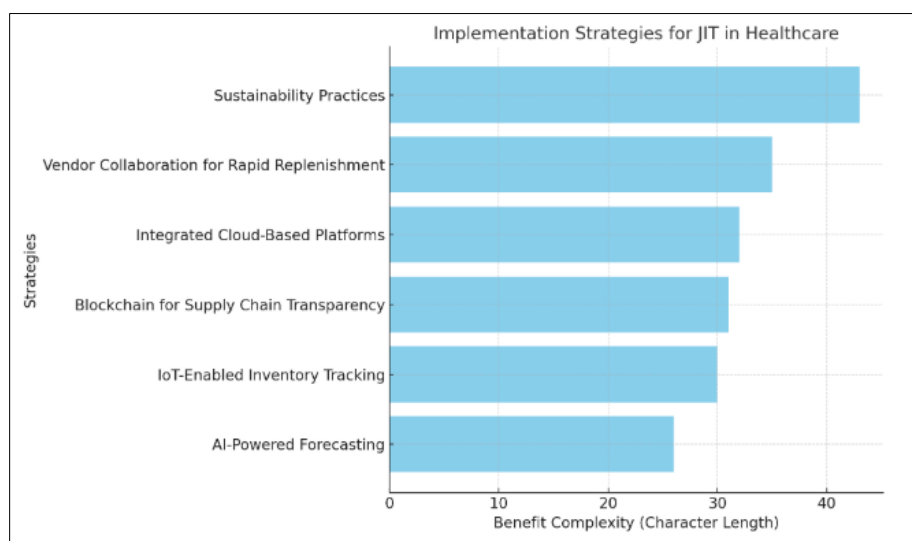 Implementation Strategies for JIT in Healthcare
Sustainability Practices
Vendor Collaboration for Rapid Replenishment
Integrated Cloud-Based Platforms
Blockchain for Supply Chain Transparency
IoT-Enabled Inventory Tracking
AI-Powered Forecasting
Strategies
0 10 20 30 40
Benefit Complexity (Character Length)